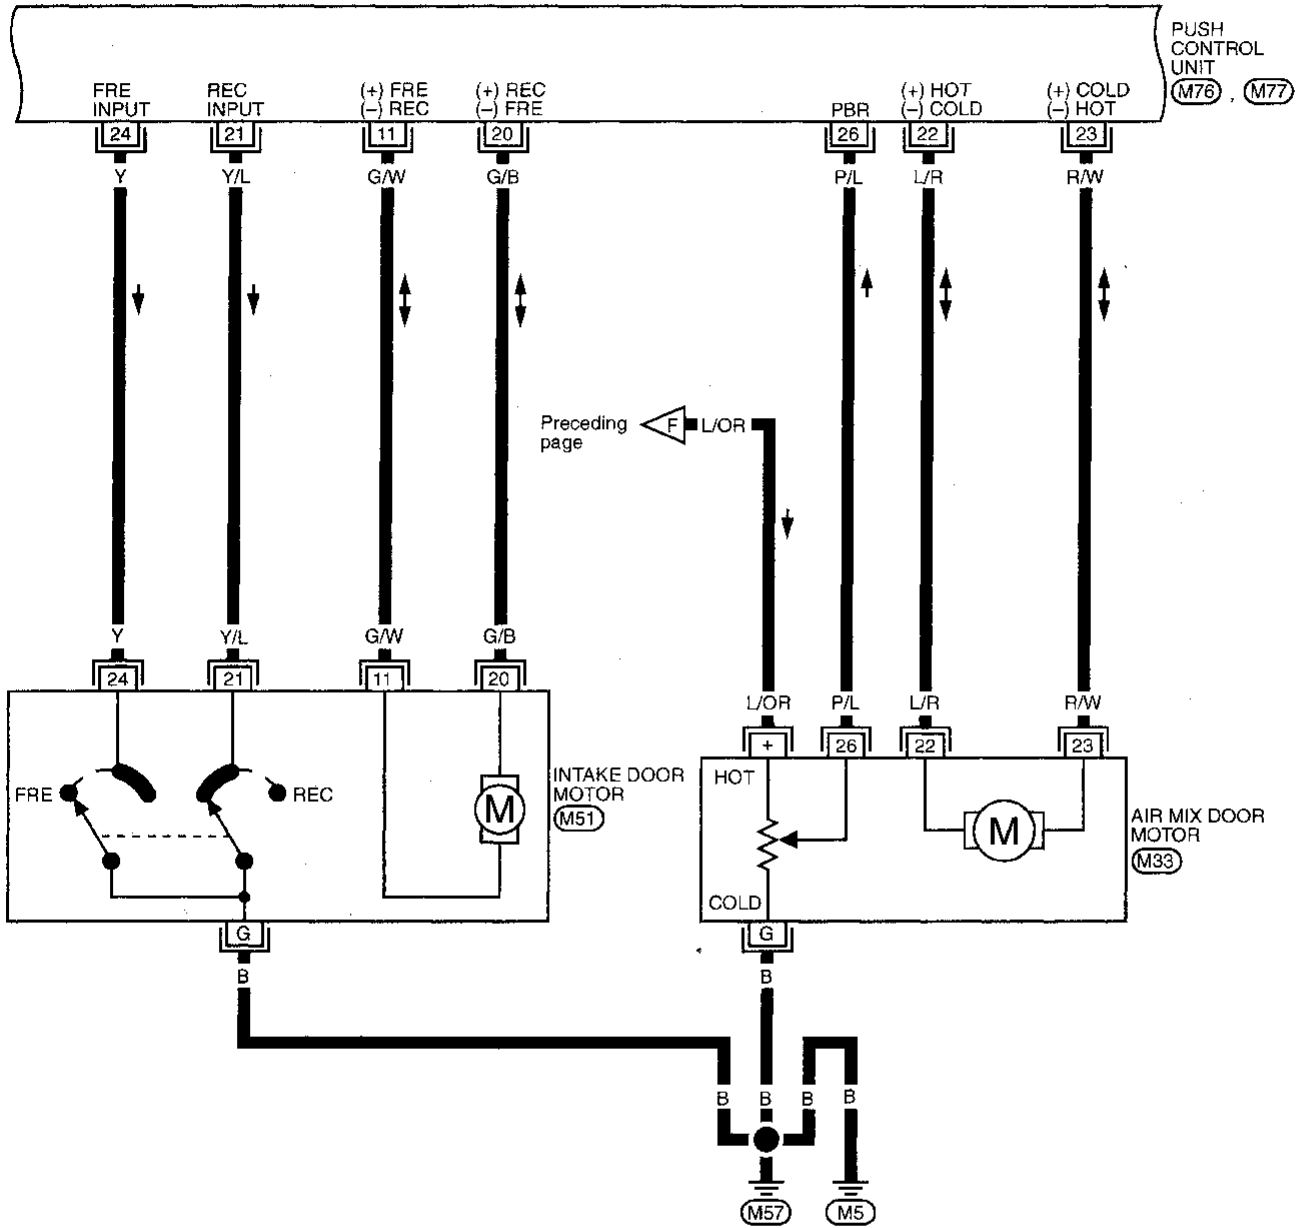 PUSH
CONTROL
UNIT
M76 , M77
FRE
INPUT
REC
INPUT
(+) FRE
(–) REC
(+) REC
(–) FRE
PBR
(+) HOT
(–) COLD
(+) COLD
(–) HOT
24 21 11 20 26 22 23
Y Y/L G/W G/B P/L L/R R/W
Preceding
page
F L/OR
Y Y/L G/W G/B
24 21 11 20
L/OR P/L L/R R/W
+ 26 22 23
FRE
REC
M
INTAKE DOOR
MOTOR
M51
HOT
COLD
M
AIR MIX DOOR
MOTOR
M33
G G
B B
B B B B
M57 M5